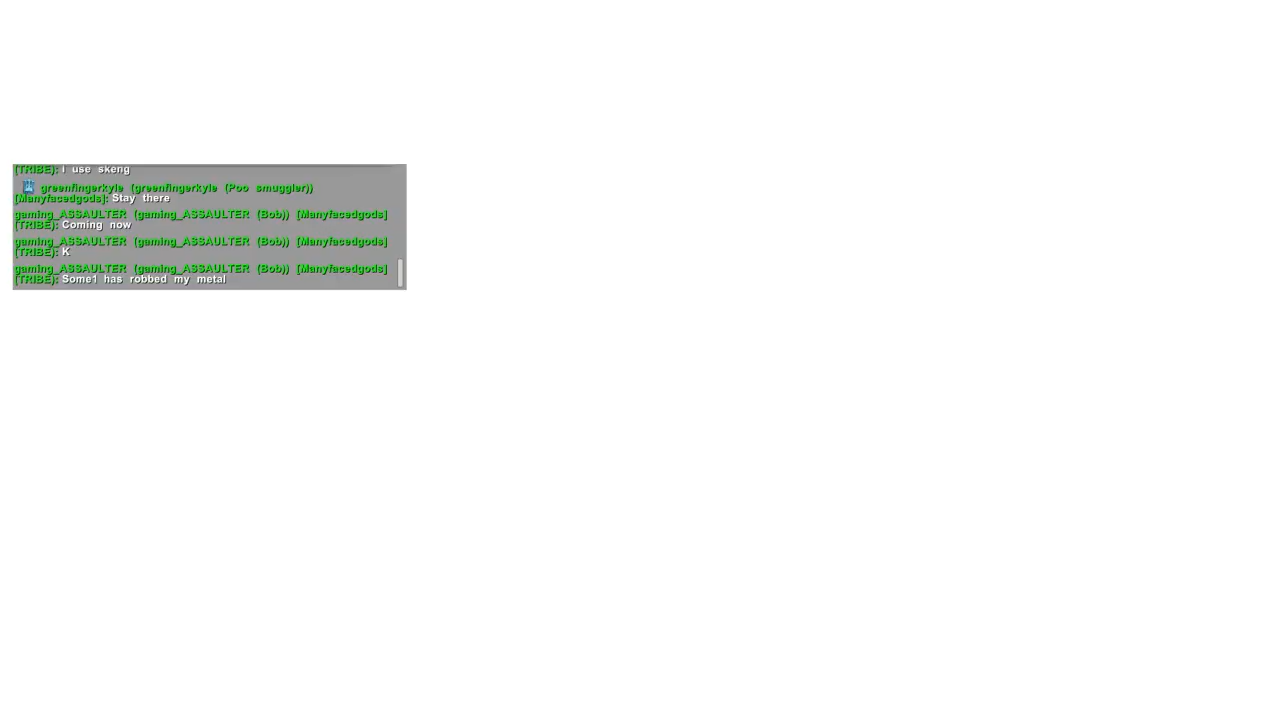 (TRIBE): I use skeng
greenfingerkyle (greenfingerkyle (Poo smuggler))
[Manyfacedgods]: Stay there
gaming_ASSAULTER (gaming_ASSAULTER (Bob)) [Manyfacedgods]
(TRIBE): Coming now
gaming_ASSAULTER (gaming_ASSAULTER (Bob)) [Manyfacedgods]
(TRIBE): K
gaming_ASSAULTER (gaming_ASSAULTER (Bob)) [Manyfacedgods]
(TRIBE): Some1 has robbed my metal